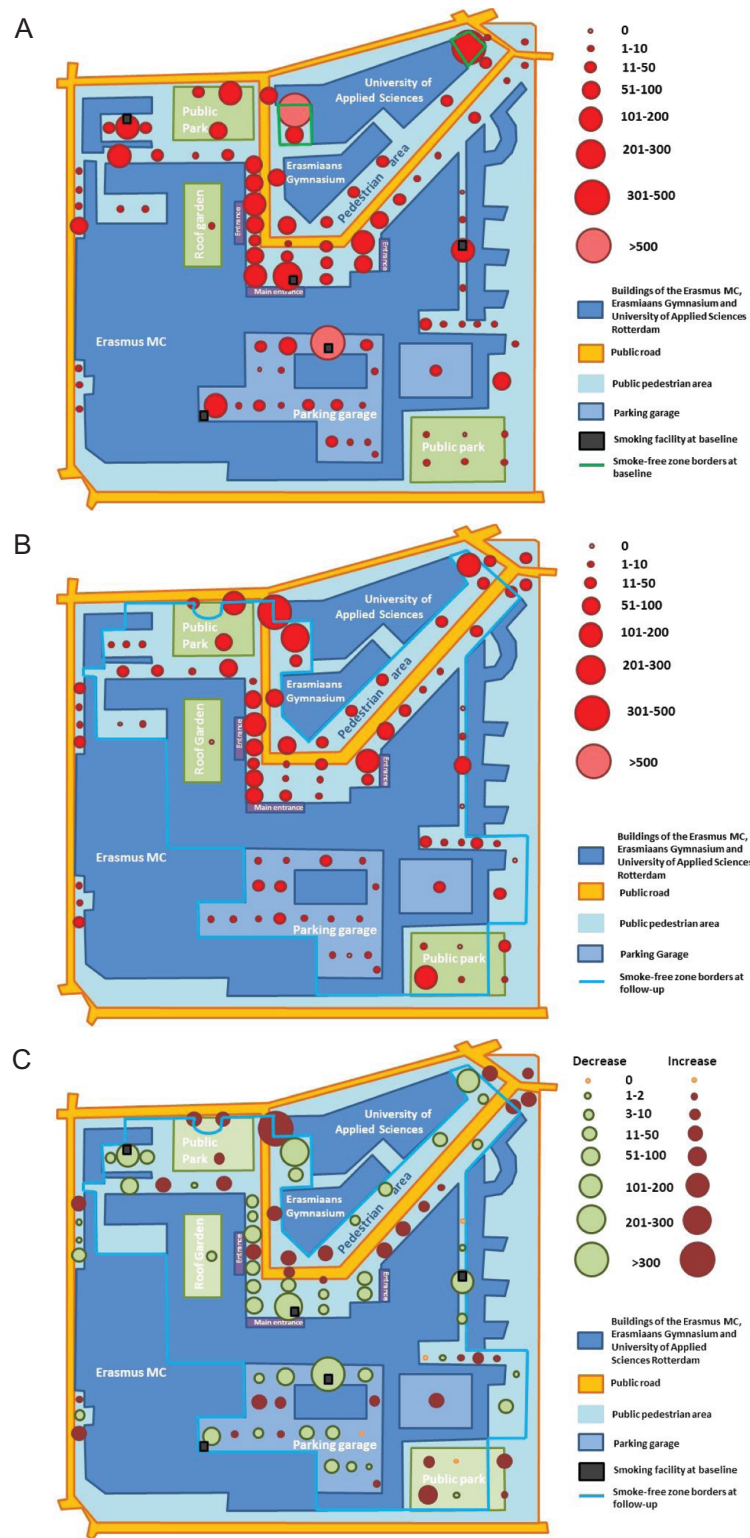 A
University of
Applied Sciences
Public
Park
Erasmiaans
Gymnasium
Pedestrian area
Roof garden
Entrance
Entrance
Main entrance
Erasmus MC
Parking garage
Public park
0
1-10
11-50
51-100
101-200
201-300
301-500
>500
Buildings of the Erasmus MC,
Erasmiaans Gymnasium and
University of Applied Sciences
Rotterdam
Public road
Public pedestrian area
Parking garage
Smoking facility at baseline
Smoke-free zone borders at
baseline
B
University of
Applied Sciences
Public
Park
Erasmiaans
Gymnasium
Pedestrian area
Roof Garden
Entrance
Entrance
Main entrance
Erasmus MC
Parking garage
Public park
0
1-10
11-50
51-100
101-200
201-300
301-500
>500
Buildings of the Erasmus MC,
Erasmiaans Gymnasium and
University of Applied Sciences
Rotterdam
Public road
Public pedestrian area
Parking Garage
Smoke-free zone borders at
follow-up
C
University of
Applied Sciences
Public
Park
Erasmiaans
Gymnasium
Pedestrian area
Roof Garden
Entrance
Entrance
Main entrance
Erasmus MC
Parking garage
Public park
Decrease Increase
0
1-2
3-10
11-50
51-100
101-200
201-300
>300
Buildings of the Erasmus MC,
Erasmiaans Gymnasium and
University of Applied
Sciences Rotterdam
Public road
Public pedestrian area
Parking garage
Smoking facility at baseline
Smoke-free zone borders at
follow-up